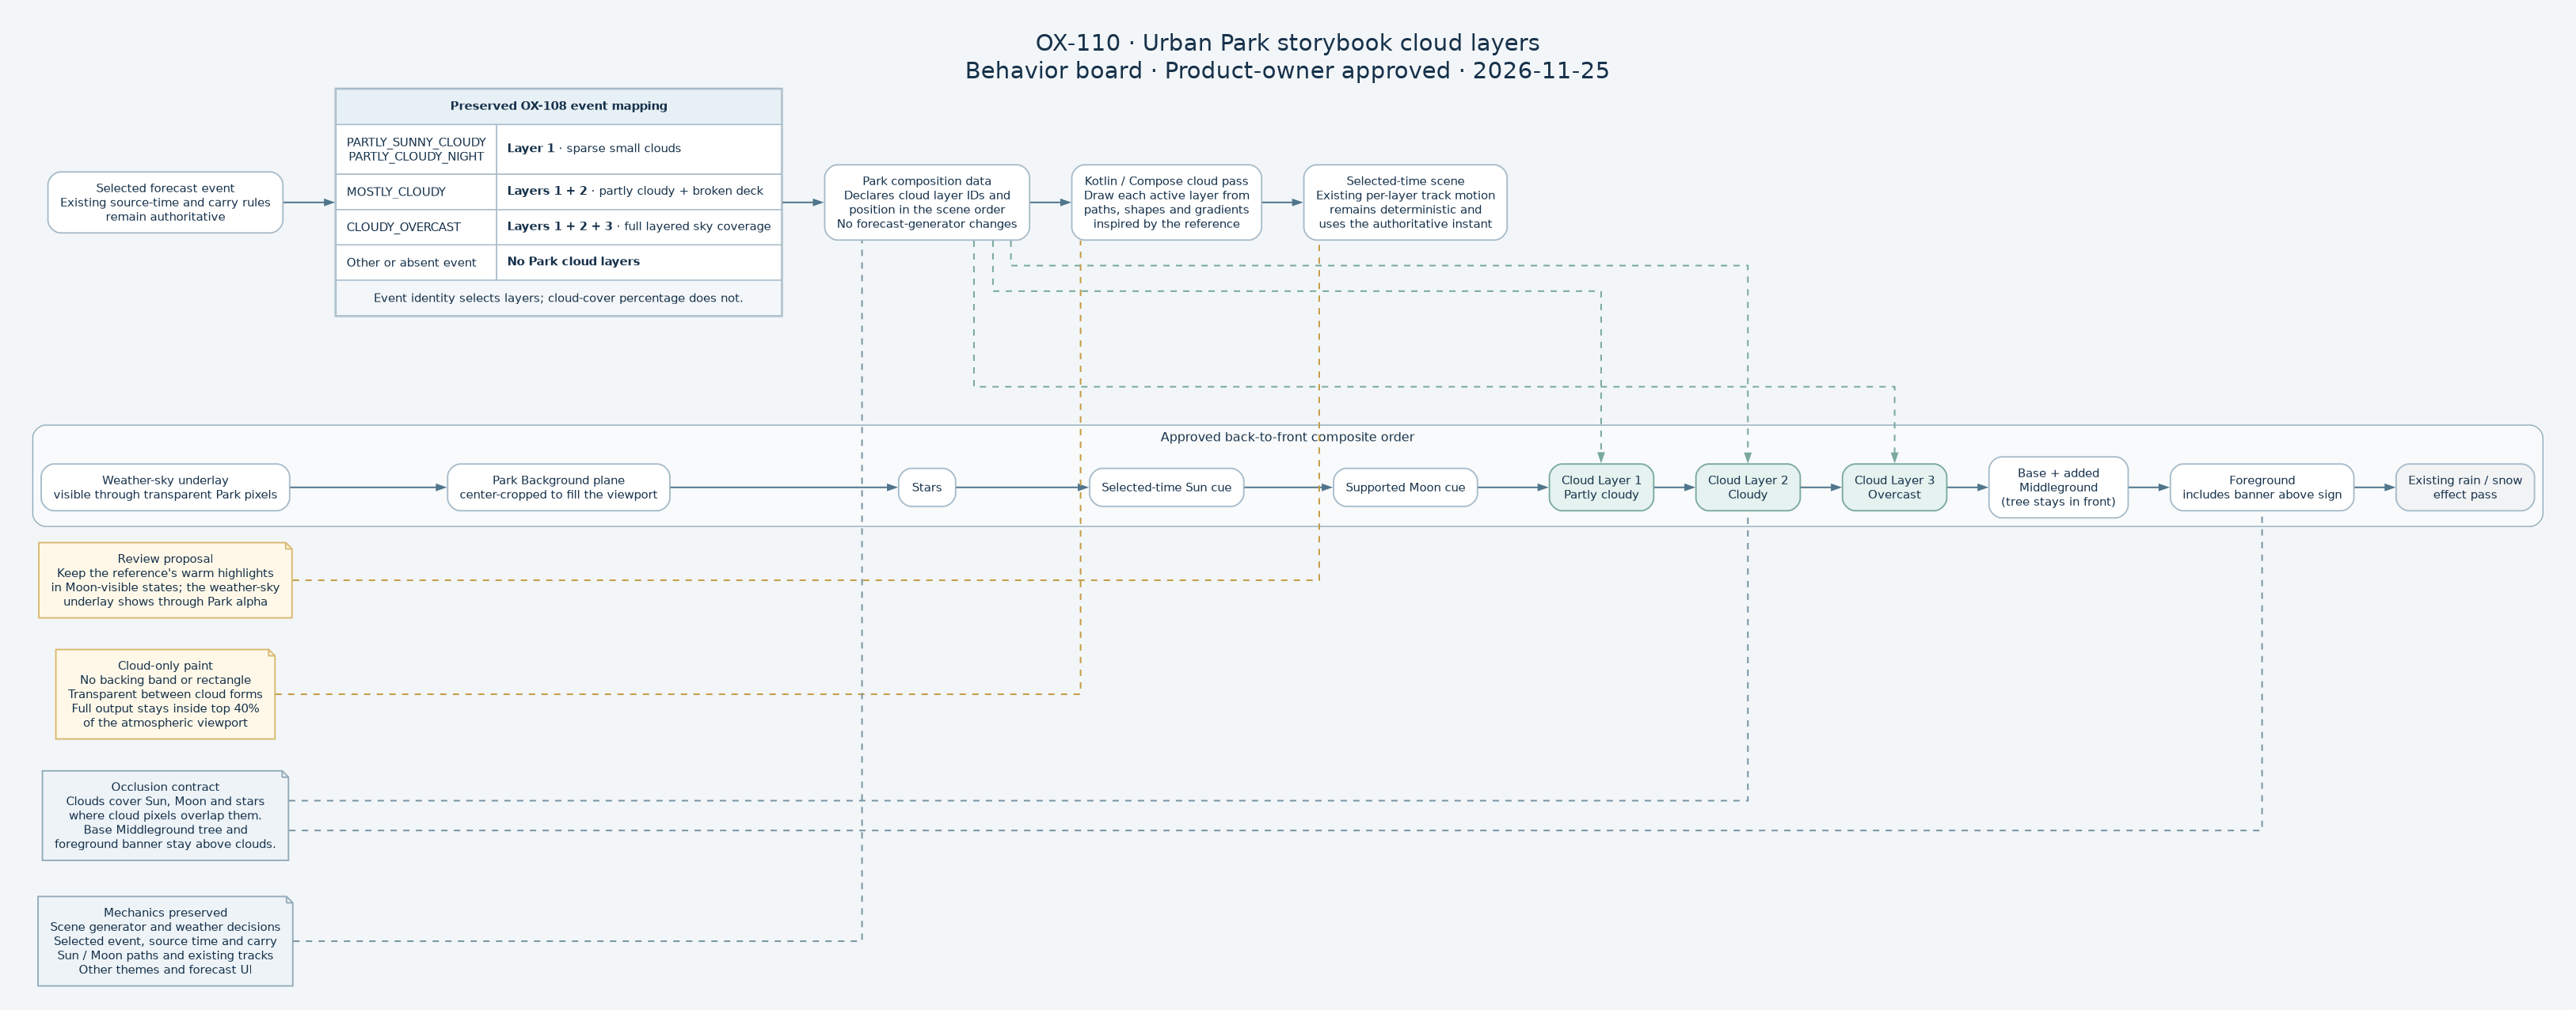 OX-110 · Urban Park storybook cloud layers
Behavior board · Product-owner approved · 2026-11-25
Selected forecast event
Existing source-time and carry rules
remain authoritative
Preserved OX-108 event mapping
PARTLY_SUNNY_CLOUDY
PARTLY_CLOUDY_NIGHT
Layer 1 · sparse small clouds
MOSTLY_CLOUDY
Layers 1 + 2 · partly cloudy + broken deck
CLOUDY_OVERCAST
Layers 1 + 2 + 3 · full layered sky coverage
Other or absent event
No Park cloud layers
Event identity selects layers; cloud-cover percentage does not.
Park composition data
Declares cloud layer IDs and
position in the scene order
No forecast-generator changes
Kotlin / Compose cloud pass
Draw each active layer from
paths, shapes and gradients
inspired by the reference
Selected-time scene
Existing per-layer track motion
remains deterministic and
uses the authoritative instant
Approved back-to-front composite order
Weather-sky underlay
visible through transparent Park pixels
Park Background plane
center-cropped to fill the viewport
Stars
Selected-time Sun cue
Supported Moon cue
Cloud Layer 1
Partly cloudy
Cloud Layer 2
Cloudy
Cloud Layer 3
Overcast
Base + added
Middleground
(tree stays in front)
Foreground
includes banner above sign
Existing rain / snow
effect pass
Review proposal
Keep the reference's warm highlights
in Moon-visible states; the weather-sky
underlay shows through Park alpha
Cloud-only paint
No backing band or rectangle
Transparent between cloud forms
Full output stays inside top 40%
of the atmospheric viewport
Occlusion contract
Clouds cover Sun, Moon and stars
where cloud pixels overlap them.
Base Middleground tree and
foreground banner stay above clouds.
Mechanics preserved
Scene generator and weather decisions
Selected event, source time and carry
Sun / Moon paths and existing tracks
Other themes and forecast UI